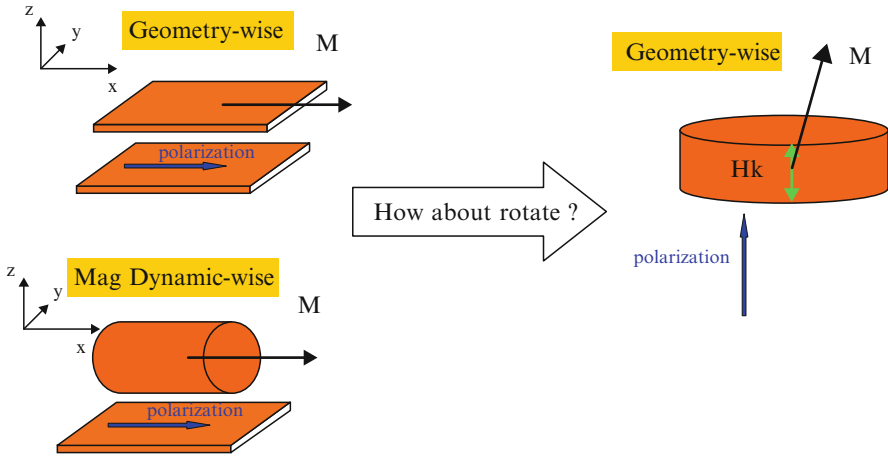 z
y
x
Geometry-wise
M
polarization
z
y
x
Mag Dynamic-wise
M
polarization
How about rotate ?
Geometry-wise
M
Hk
polarization